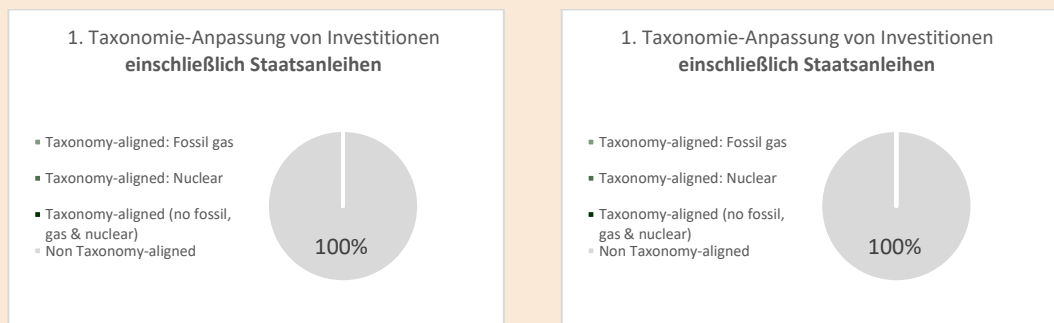 1. Taxonomie-Anpassung von Investitionen
einschließlich Staatsanleihen
Taxonomy-aligned: Fossil gas
Taxonomy-aligned: Nuclear
Taxonomy-aligned (no fossil,
gas & nuclear)
Non Taxonomy-aligned
100%
1. Taxonomie-Anpassung von Investitionen
einschließlich Staatsanleihen
Taxonomy-aligned: Fossil gas
Taxonomy-aligned: Nuclear
Taxonomy-aligned (no fossil,
gas & nuclear)
Non Taxonomy-aligned
100%